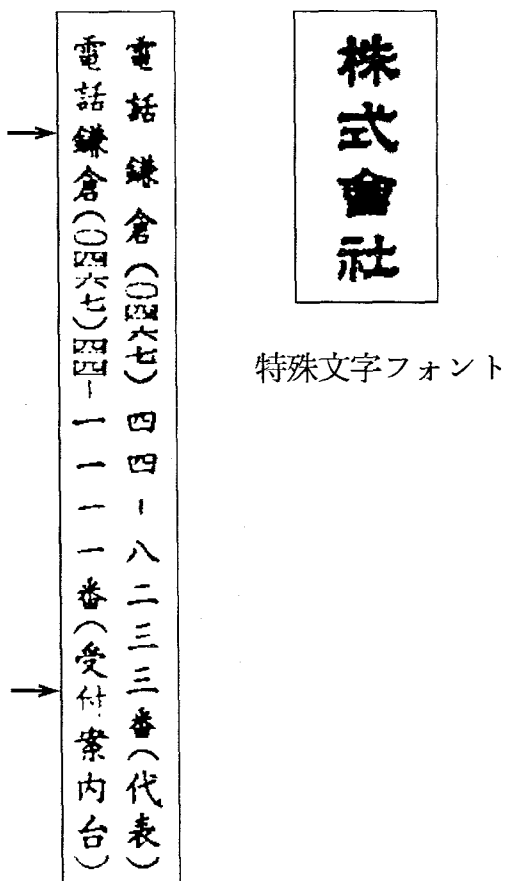 電話鎌倉(〇四六七)四四-八二三三番(代表)
電話鎌倉(〇四六七)四四-一一一一番(受付案内台)
株式會社
特殊文字フォント